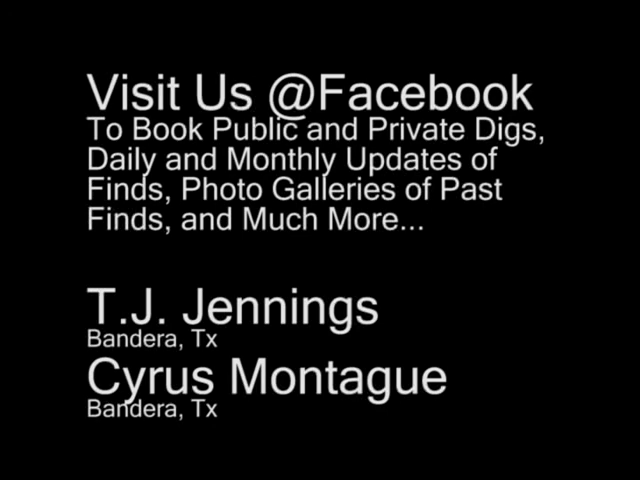 Visit Us @Facebook
To Book Public and Private Digs,
Daily and Monthly Updates of
Finds, Photo Galleries of Past
Finds, and Much More...
T.J. Jennings
Bandera, Tx
Cyrus Montague
Bandera, Tx